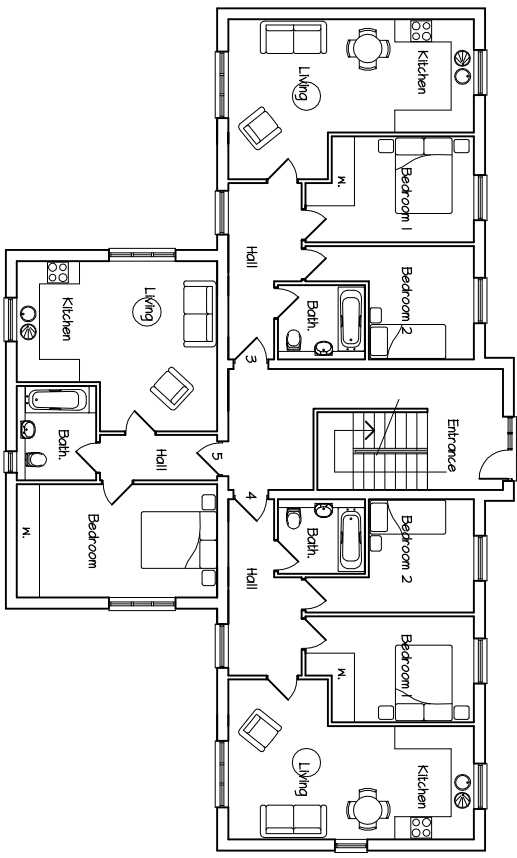 Kitchen
Living
Bedroom 1
W.
Hall
Bedroom 2
Bath.
3
Kitchen
Living
Bath.
Hall
5
Entrance
4
Bedroom
W.
Bath.
Bedroom 2
Hall
Bedroom 1
W.
Kitchen
Living